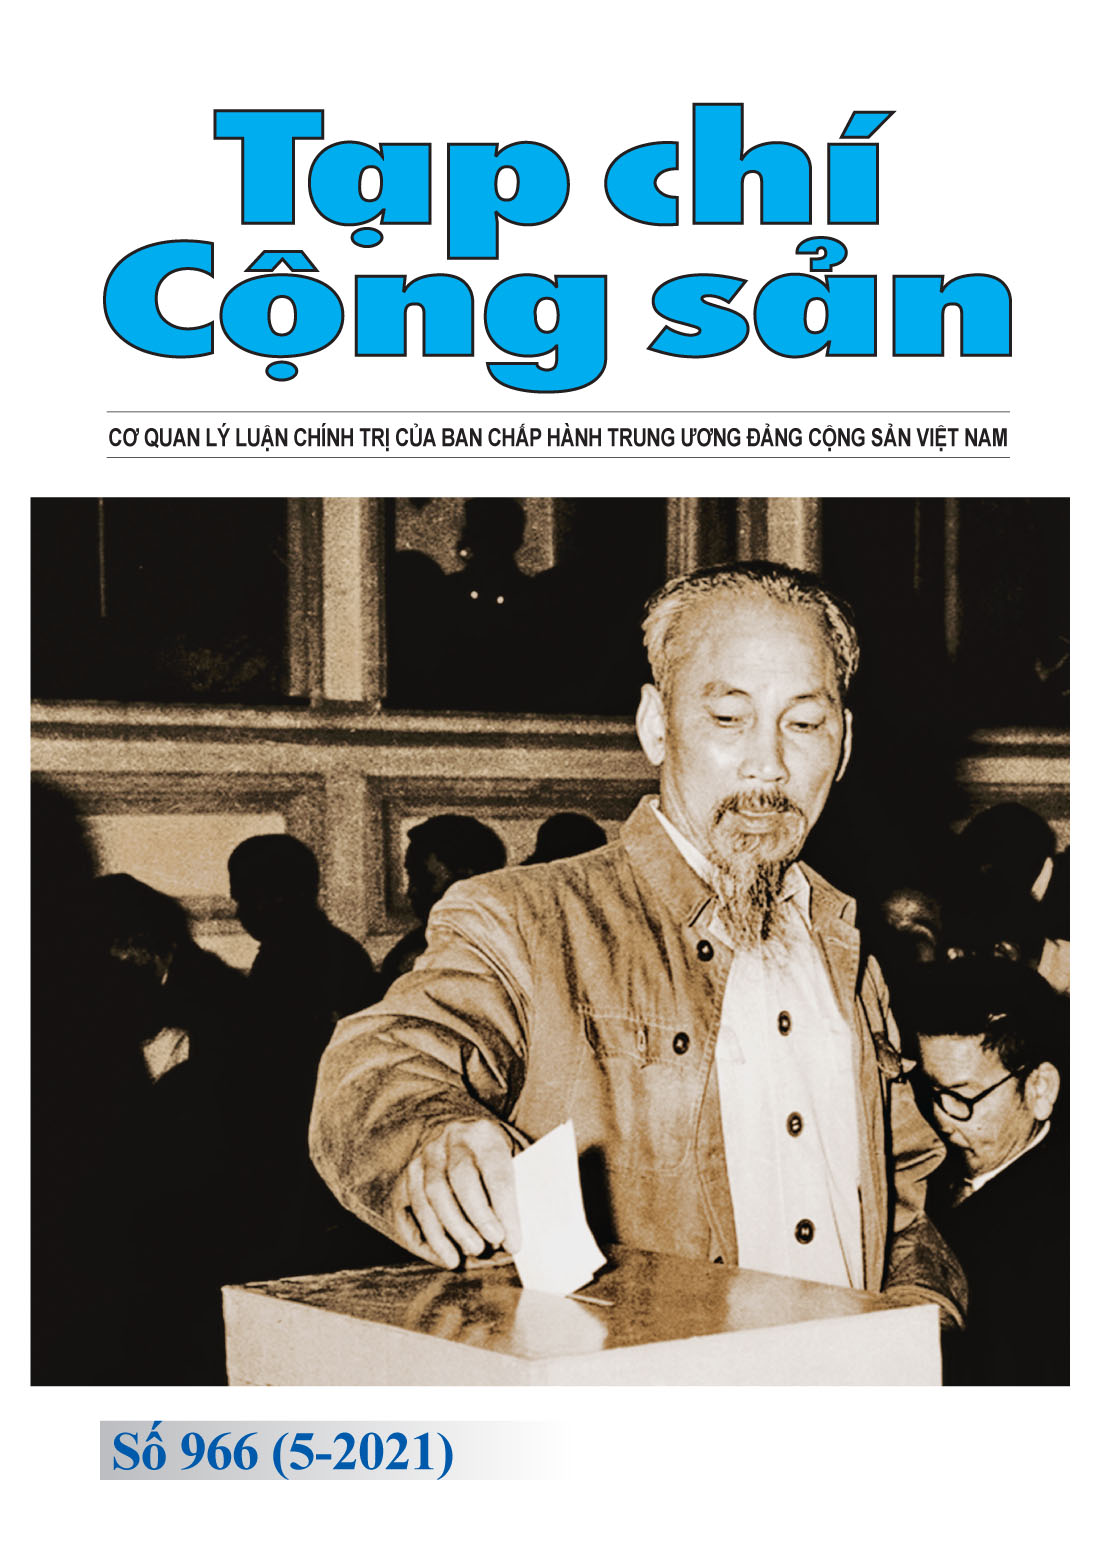 Tạp chí
Cộng sản
CƠ QUAN LÝ LUẬN CHÍNH TRỊ CỦA BAN CHẤP HÀNH TRUNG ƯƠNG ĐẢNG CỘNG SẢN VIỆT NAM
Số 966 (5-2021)